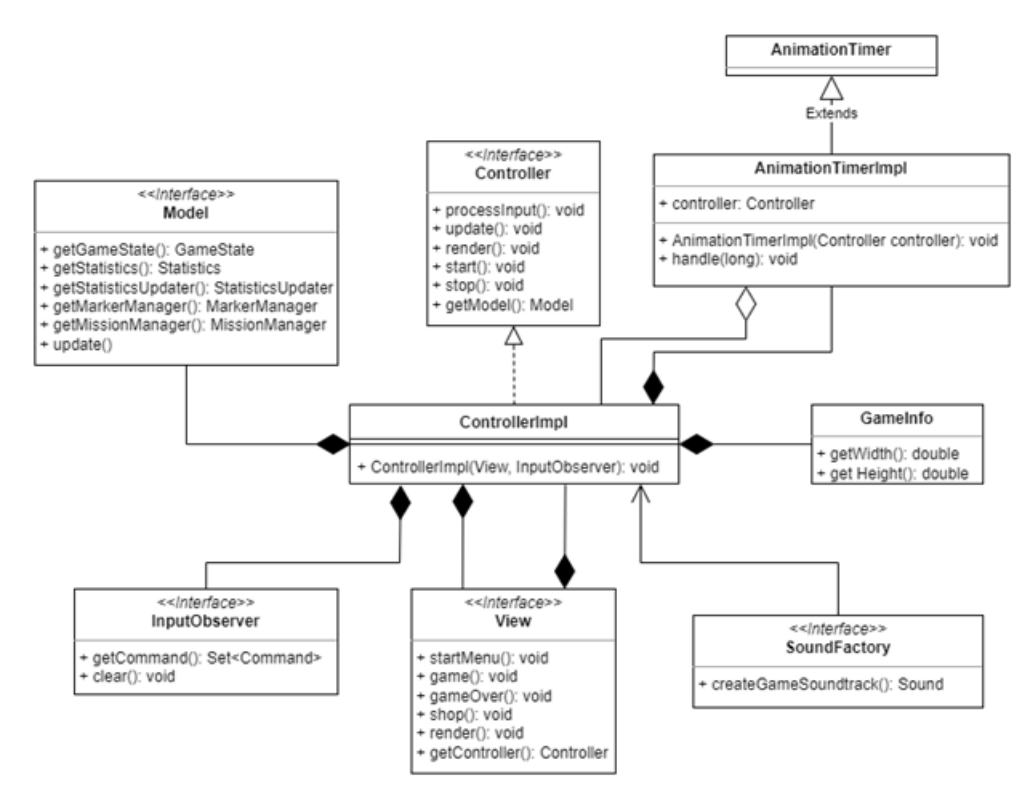 AnimationTimer
Extends
AnimationTimerImpl
+ controller: Controller
+ AnimationTimerImpl(Controller controller): void
+ handle(long): void
<<Interface>>
Controller
+ processInput(): void
+ update(): void
+ render(): void
+ start(): void
+ stop(): void
+ getModel(): Model
<<Interface>>
Model
+ getGameState(): GameState
+ getStatistics(): Statistics
+ getStatisticsUpdater(): StatisticsUpdater
+ getMarkerManager(): MarkerManager
+ getMissionManager(): MissionManager
+ update()
ControllerImpl
+ ControllerImpl(View, InputObserver): void
GameInfo
+ getWidth(): double
+ get Height(): double
<<Interface>>
InputObserver
+ getCommand(): Set<Command>
+ clear(): void
<<Interface>>
View
+ startMenu(): void
+ game(): void
+ gameOver(): void
+ shop(): void
+ render(): void
+ getController(): Controller
<<Interface>>
SoundFactory
+ createGameSoundtrack(): Sound